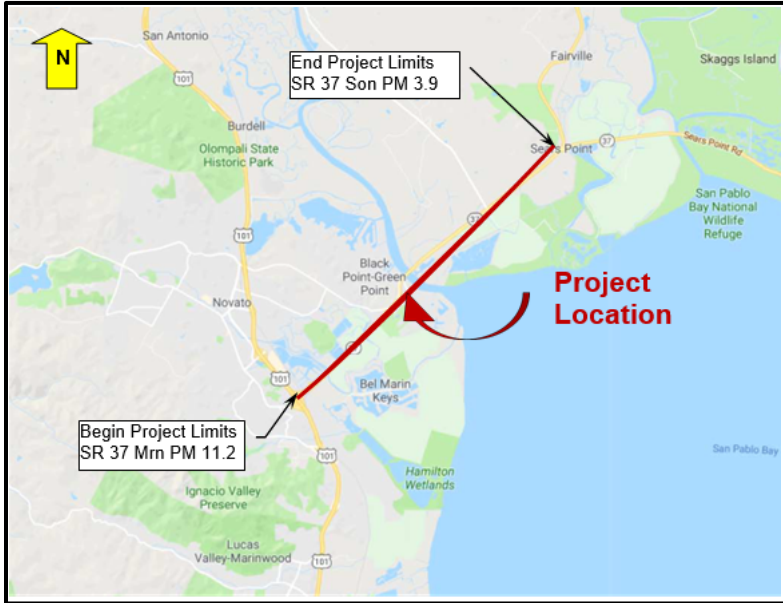 N
San Antonio
101
Fairville
Skaggs Island
End Project Limits
SR 37 Son PM 3.9
Burdell
Olompali State
Historic Park
Sears Point
37
Sears Point Rd
101
37
San Pablo
Bay National
Wildlife
Refuge
Black
Point-Green
Point
Novato
Project
Location
37
101
101
Bel Marin
Keys
Begin Project Limits
SR 37 Mrn PM 11.2
101
San Pablo Bay
Hamilton
Wetlands
Ignacio Valley
Preserve
Lucas
Valley-Marinwood
101